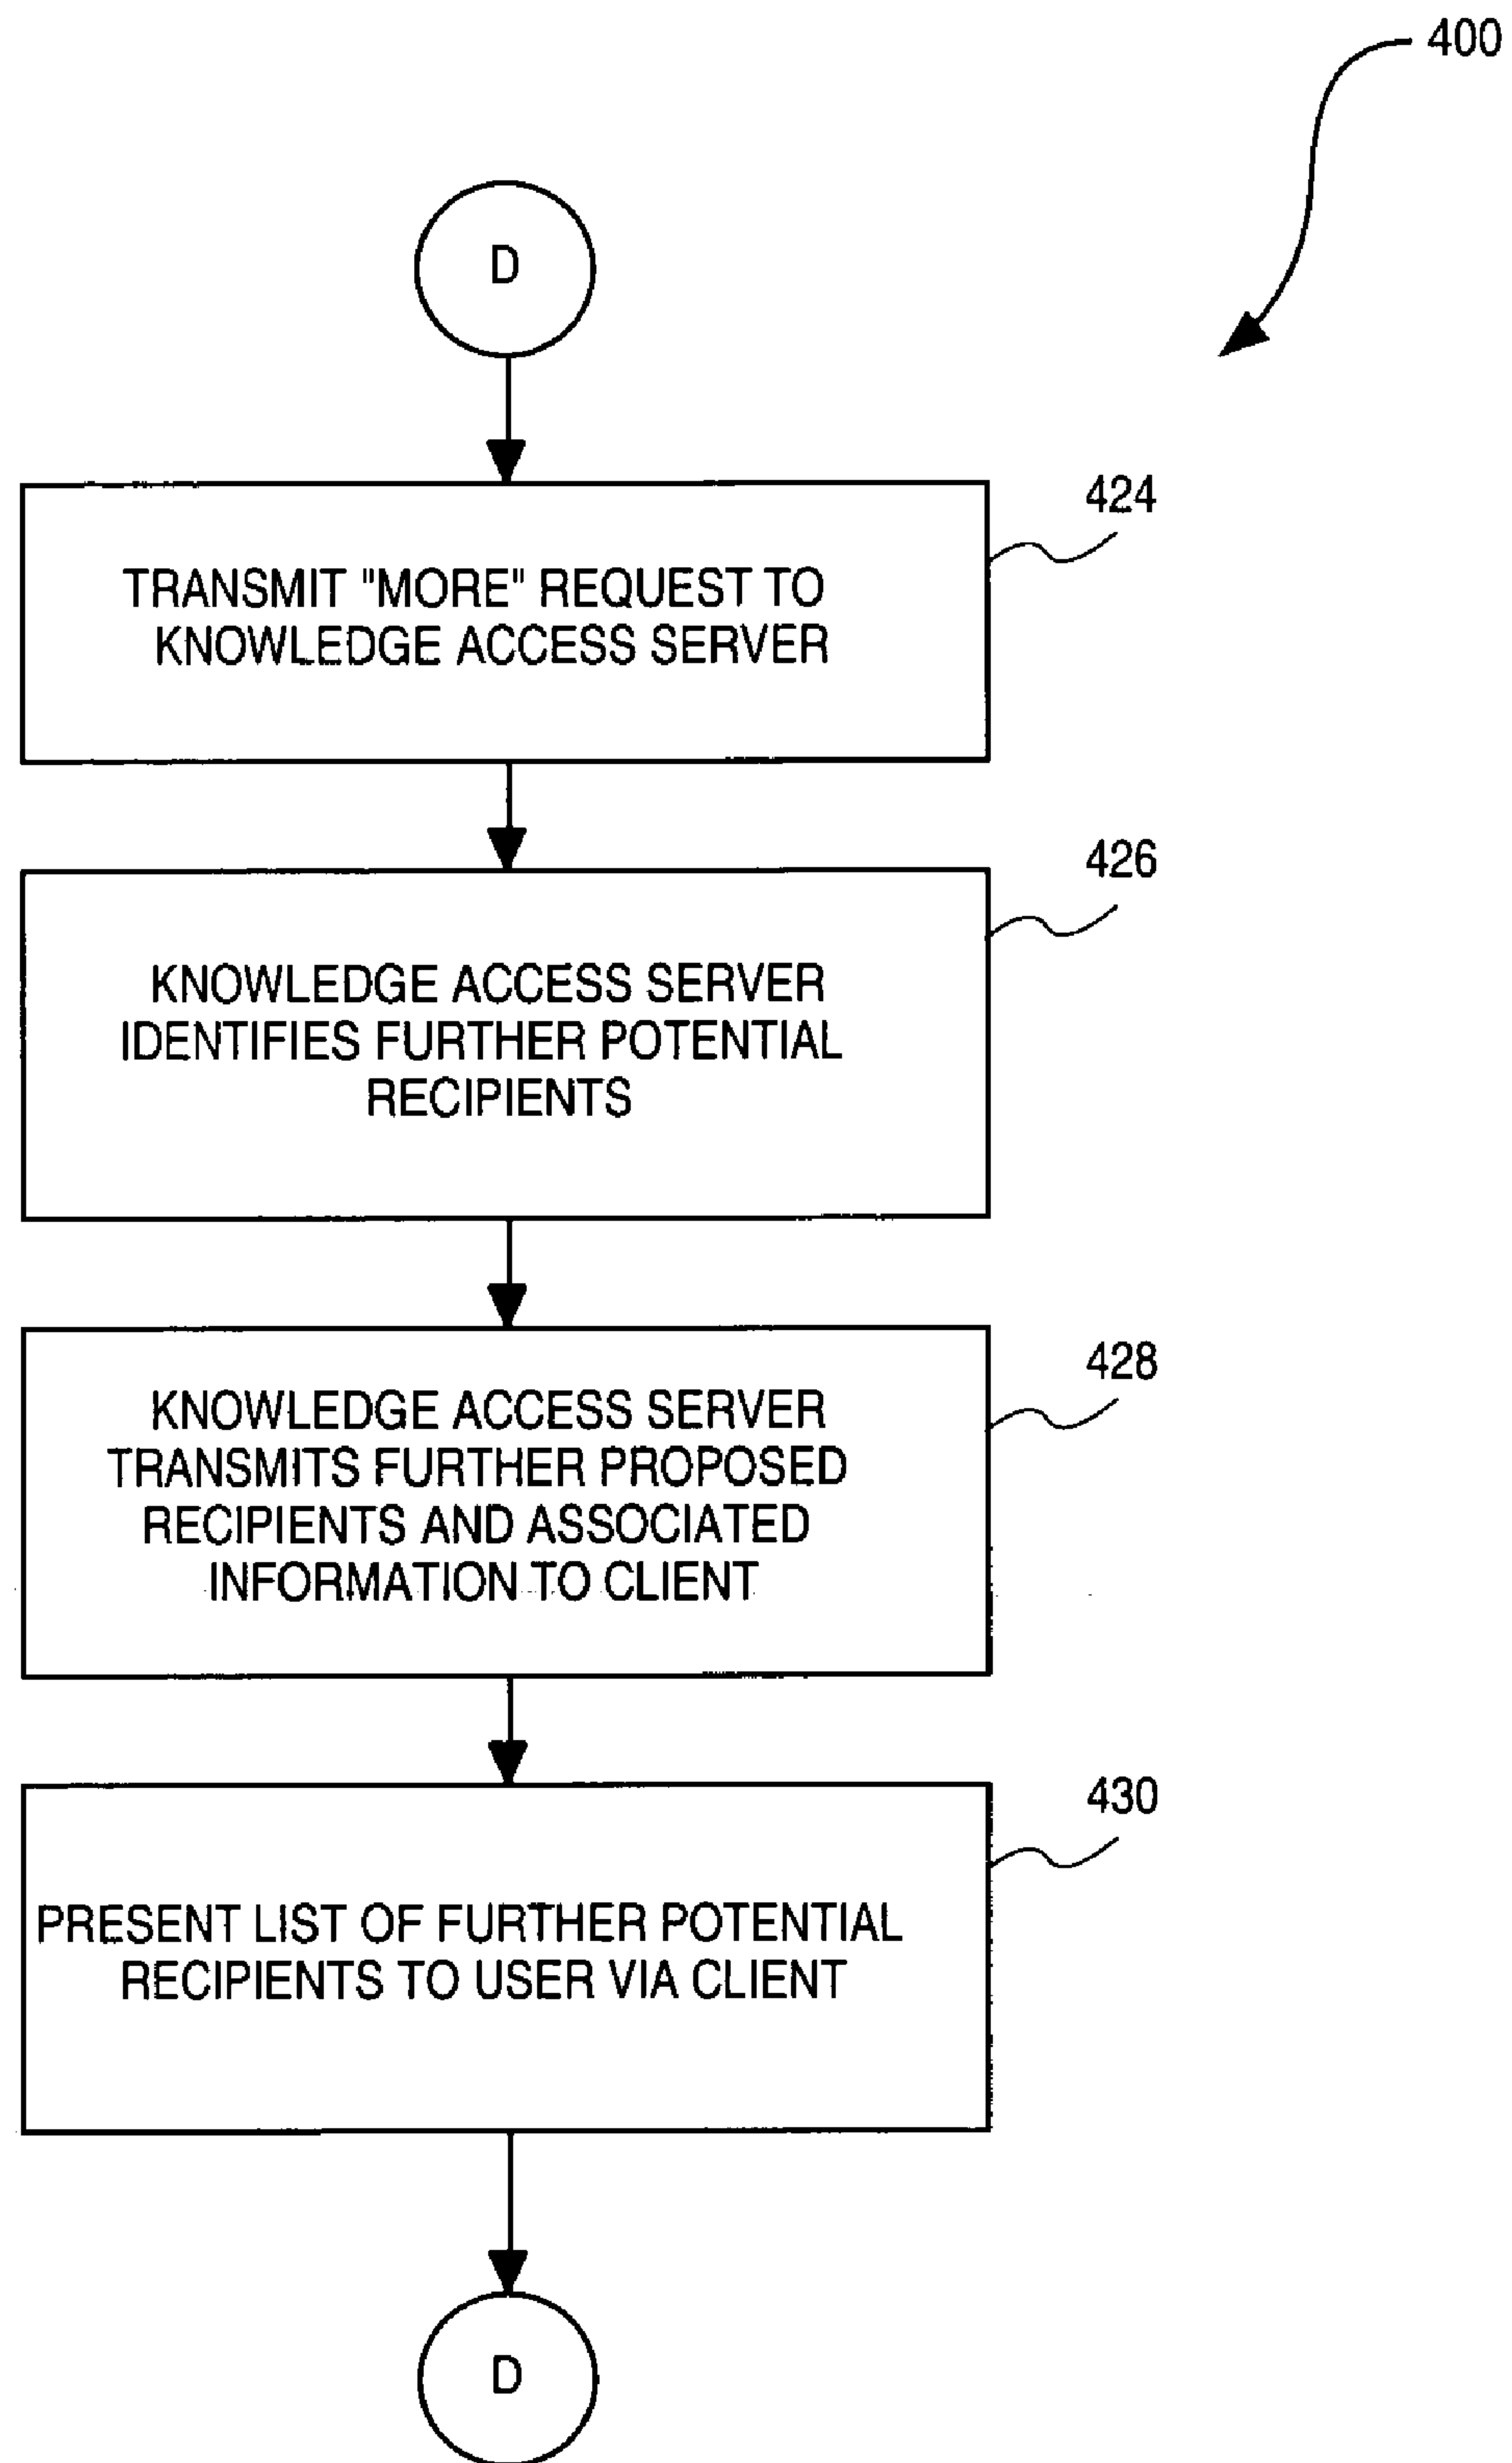 400
D
424
TRANSMIT "MORE" REQUEST TO
KNOWLEDGE ACCESS SERVER
426
KNOWLEDGE ACCESS SERVER
IDENTIFIES FURTHER POTENTIAL
RECIPIENTS
428
KNOWLEDGE ACCESS SERVER
TRANSMITS FURTHER PROPOSED
RECIPIENTS AND ASSOCIATED
INFORMATION TO CLIENT
430
PRESENT LIST OF FURTHER POTENTIAL
RECIPIENTS TO USER VIA CLIENT
D